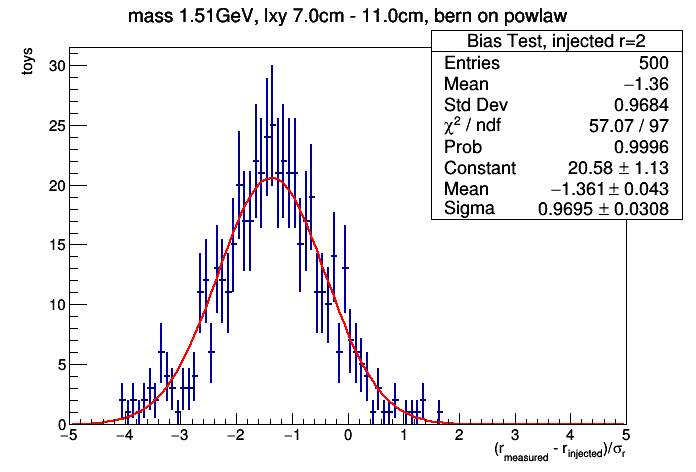 mass 1.51GeV, lxy 7.0cm - 11.0cm, bern on powlaw
Bias Test, injected r=2
Entries 500
Mean −1.36
Std Dev 0.9684
χ² / ndf 57.07 / 97
Prob 0.9996
Constant 20.58 ± 1.13
Mean −1.361 ± 0.043
Sigma 0.9695 ± 0.0308
toys
30
25
20
15
10
5
0
−5 −4 −3 −2 −1 0 1 2 3 4 5
(r_measured - r_injected)/σ_r